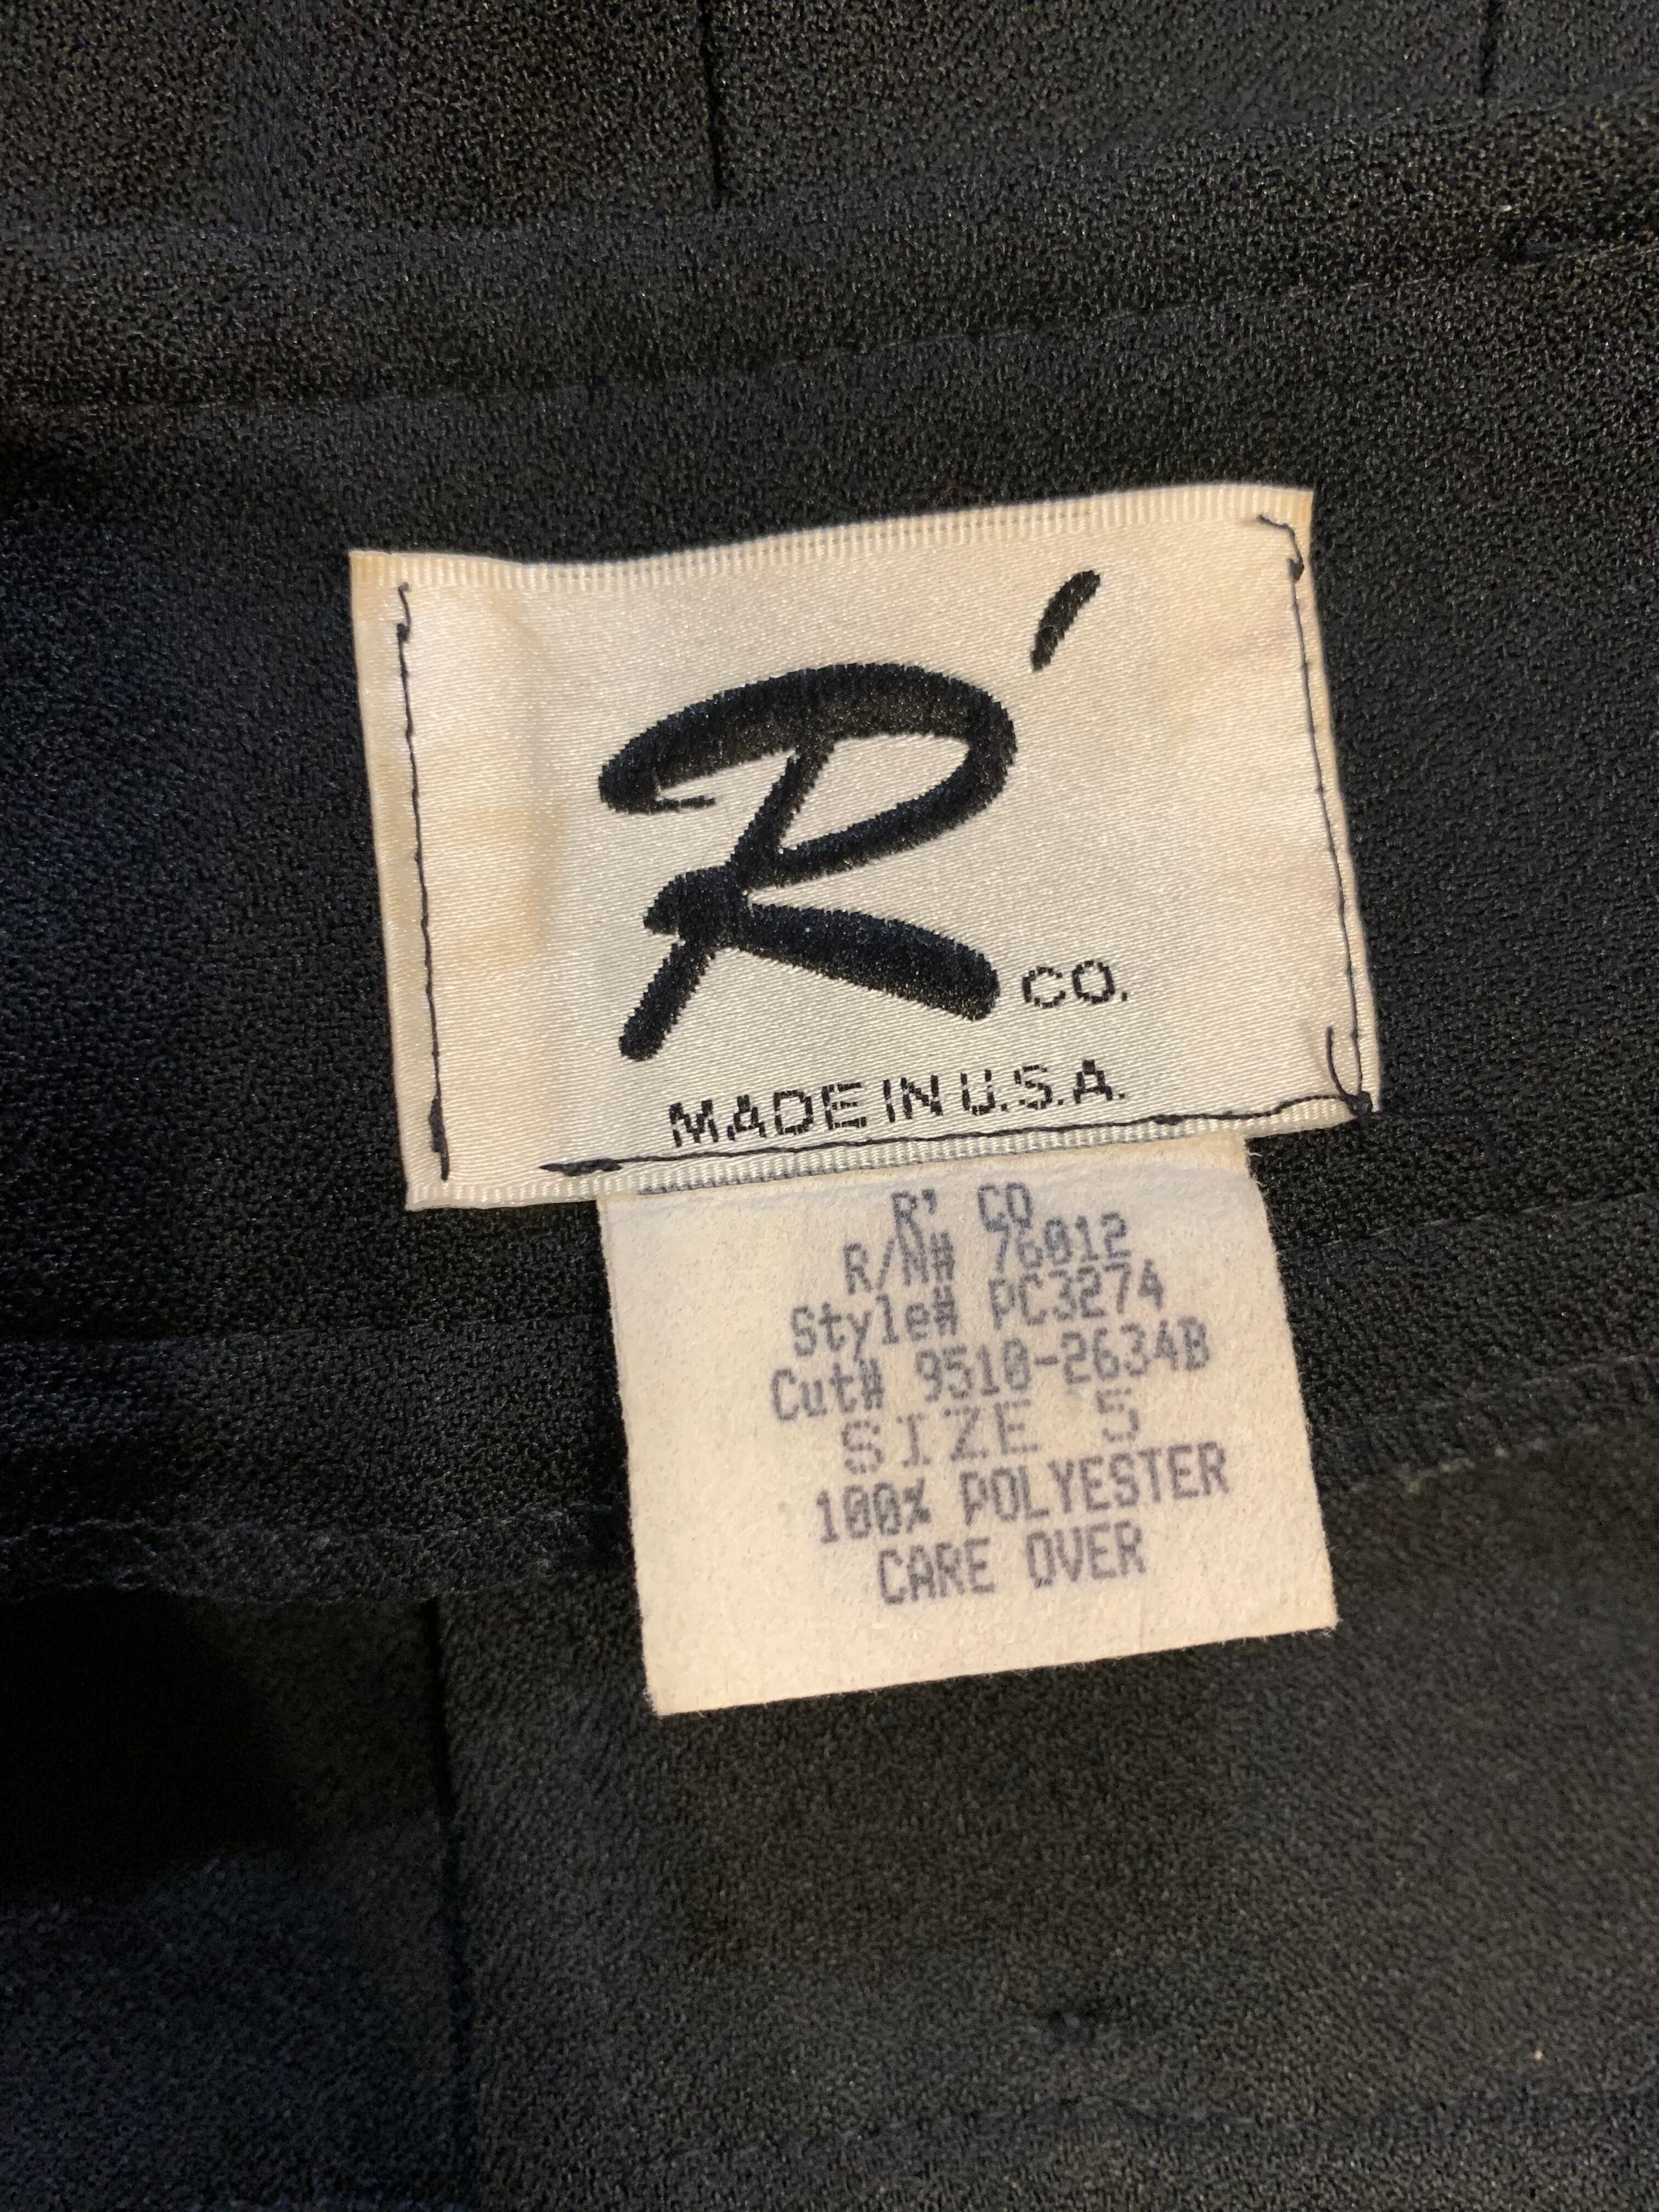 R'
CO.
MADE IN U.S.A.
R' CO
R/N# 76012
Style# PC3274
Cut# 9510-2634B
SIZE 5
100% POLYESTER
CARE OVER